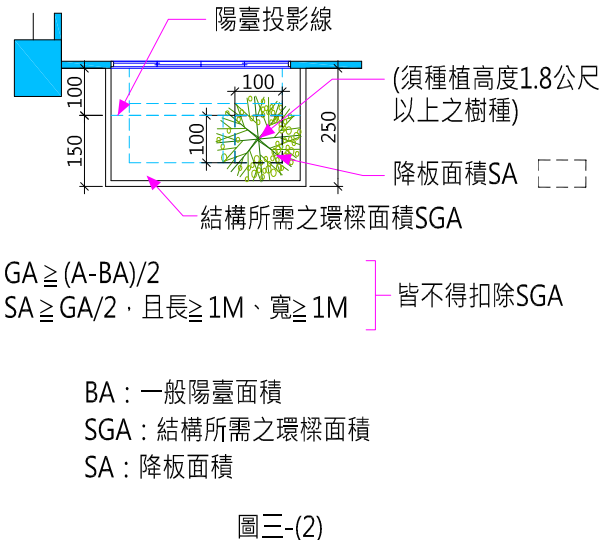 陽臺投影線
100
100
(須種植高度1.8公尺
以上之樹種)
100
150
250
降板面積SA
結構所需之環樑面積SGA
GA≧(A-BA)/2
SA≧GA/2，且長≧1M、寬≧1M
皆不得扣除SGA
BA：一般陽臺面積
SGA：結構所需之環樑面積
SA：降板面積
圖三-(2)